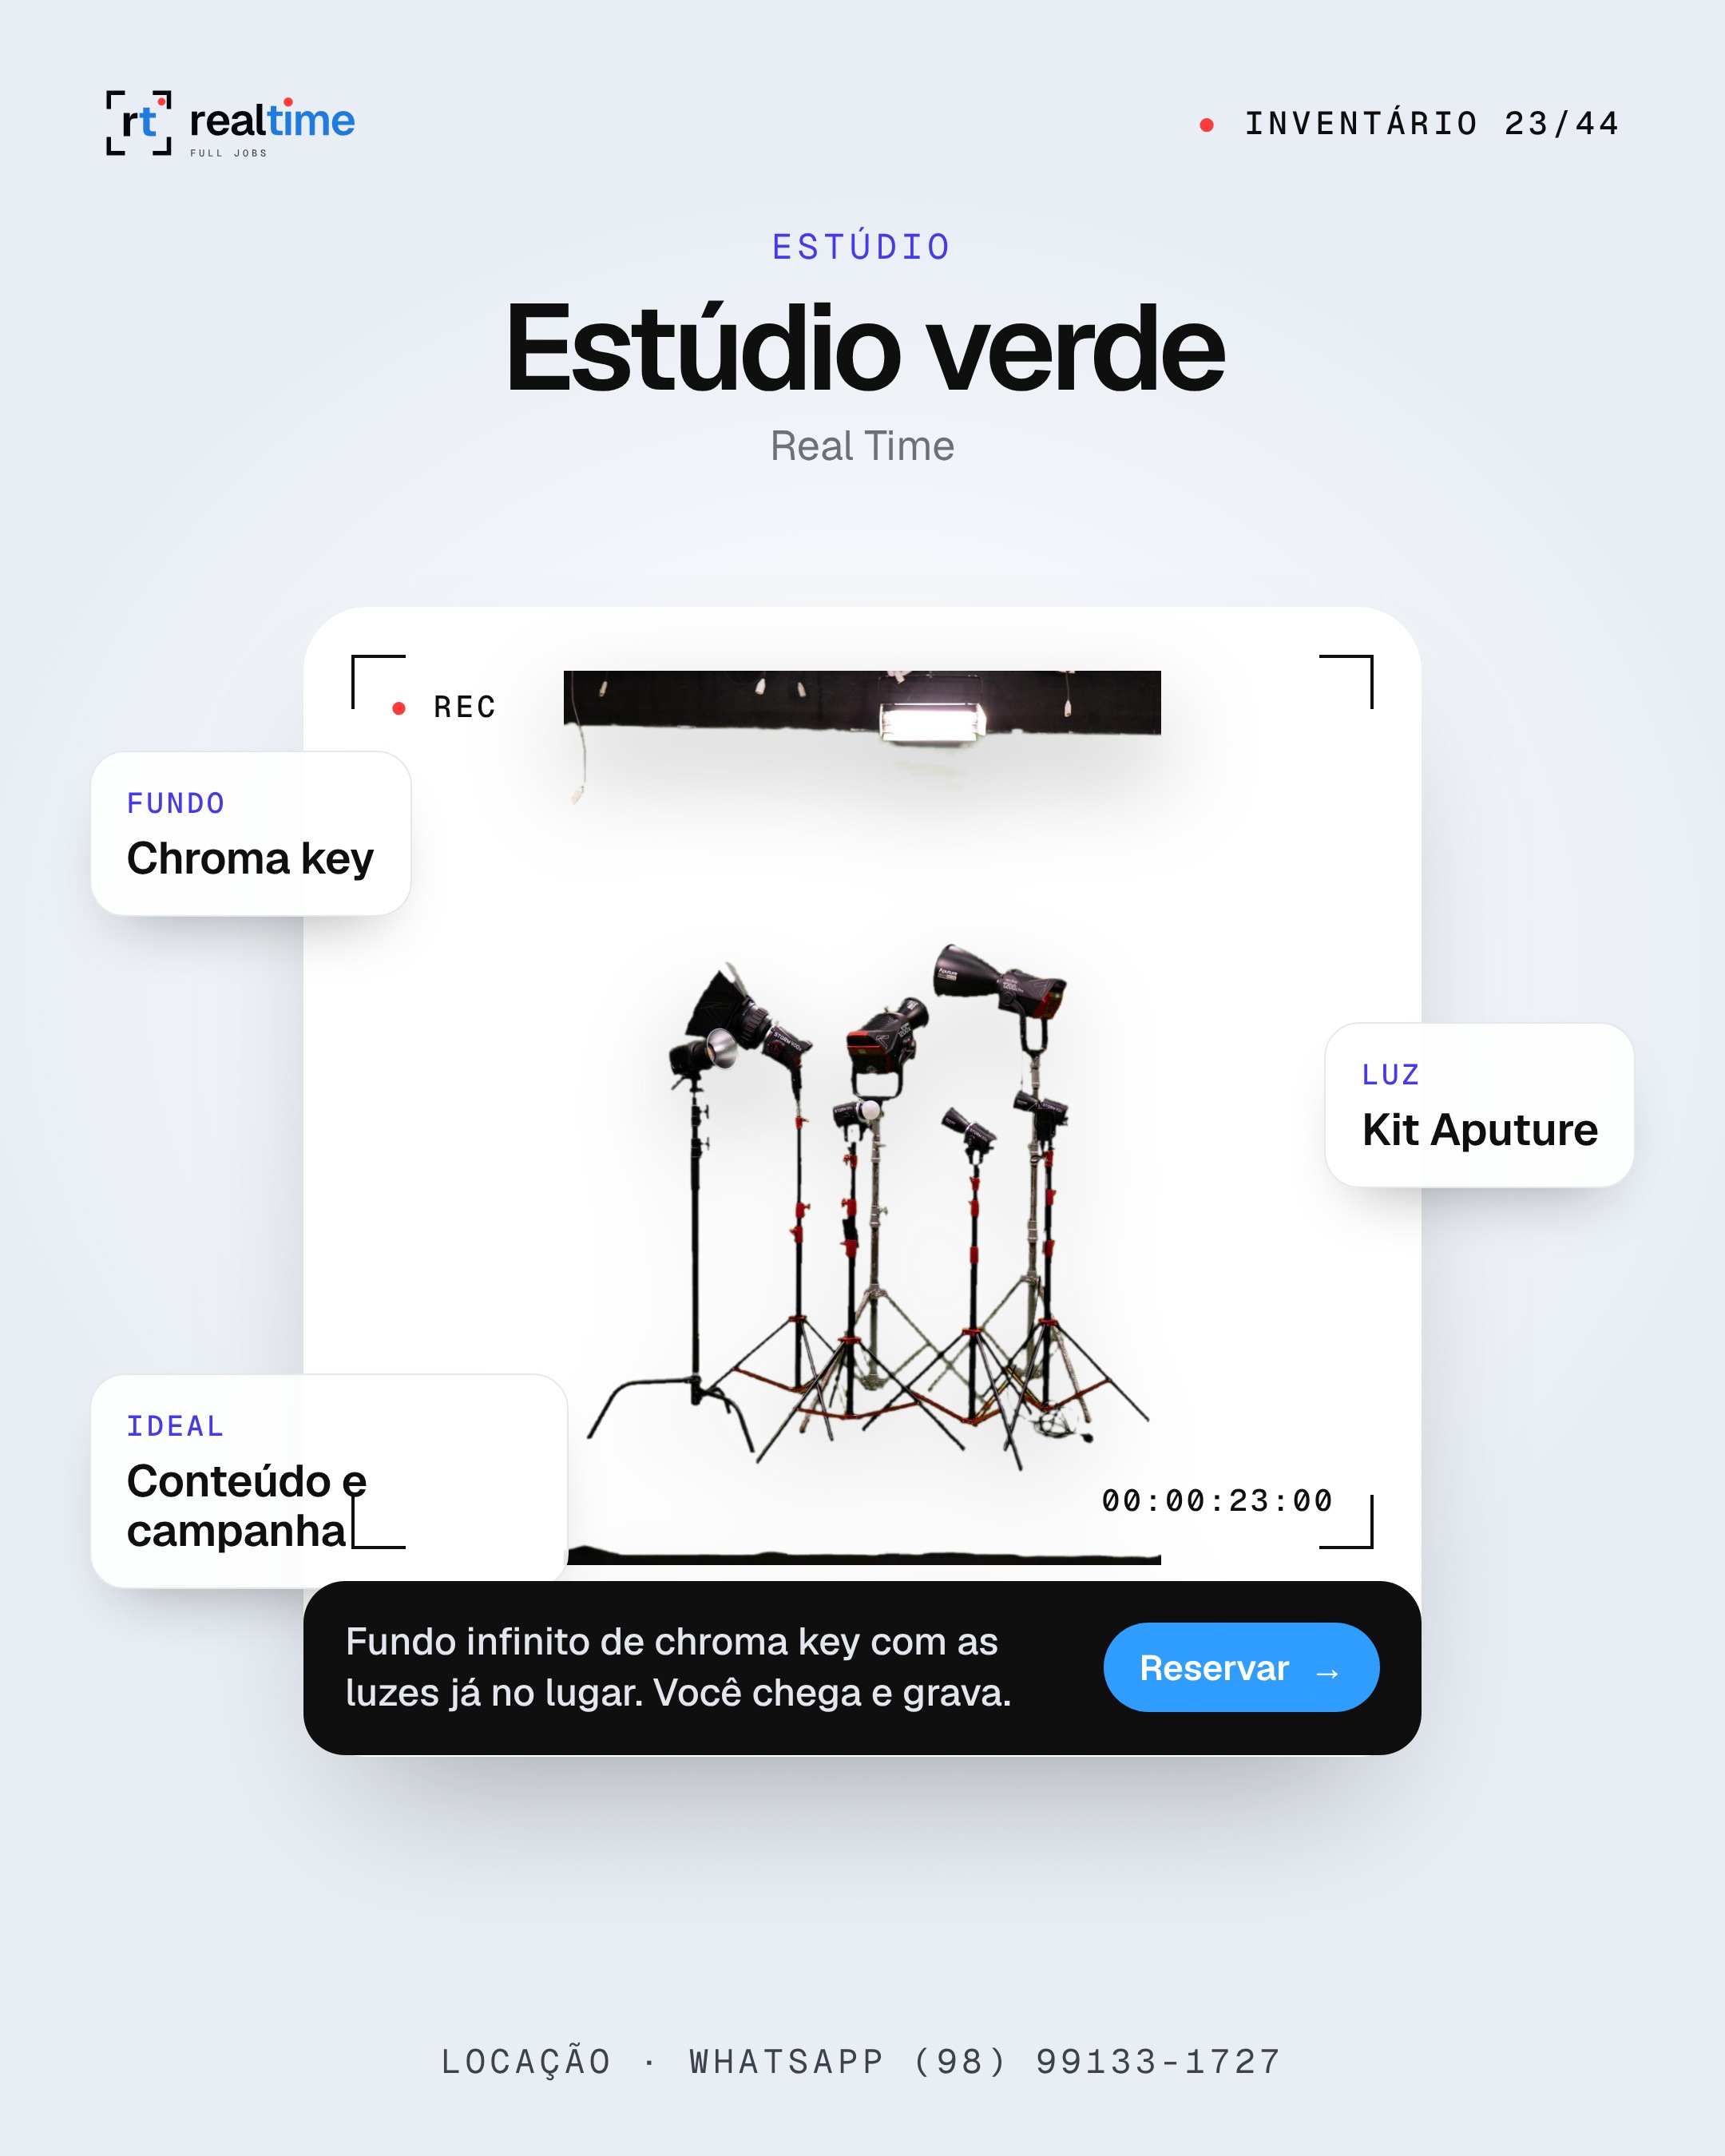 rt realtime
FULL JOBS
INVENTÁRIO 23/44
ESTÚDIO
Estúdio verde
Real Time
REC
FUNDO
Chroma key
LUZ
Kit Aputure
IDEAL
Conteúdo e
campanha
00:00:23:00
Fundo infinito de chroma key com as
luzes já no lugar. Você chega e grava.
Reservar →
LOCAÇÃO · WHATSAPP (98) 99133-1727